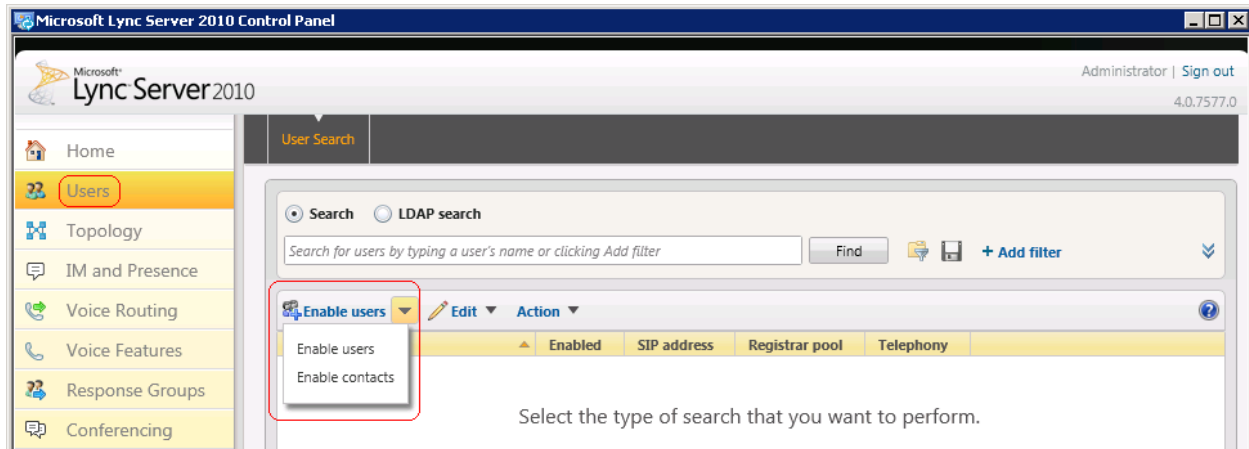 Microsoft Lync Server 2010 Control Panel
Microsoft®
Lync Server 2010
Administrator | Sign out
4.0.7577.0
Home
Users
Topology
IM and Presence
Voice Routing
Voice Features
Response Groups
Conferencing
User Search
Search LDAP search
Search for users by typing a user's name or clicking Add filter Find + Add filter
Enable users Edit Action
Enable users
Enable contacts
Enabled SIP address Registrar pool Telephony
Select the type of search that you want to perform.